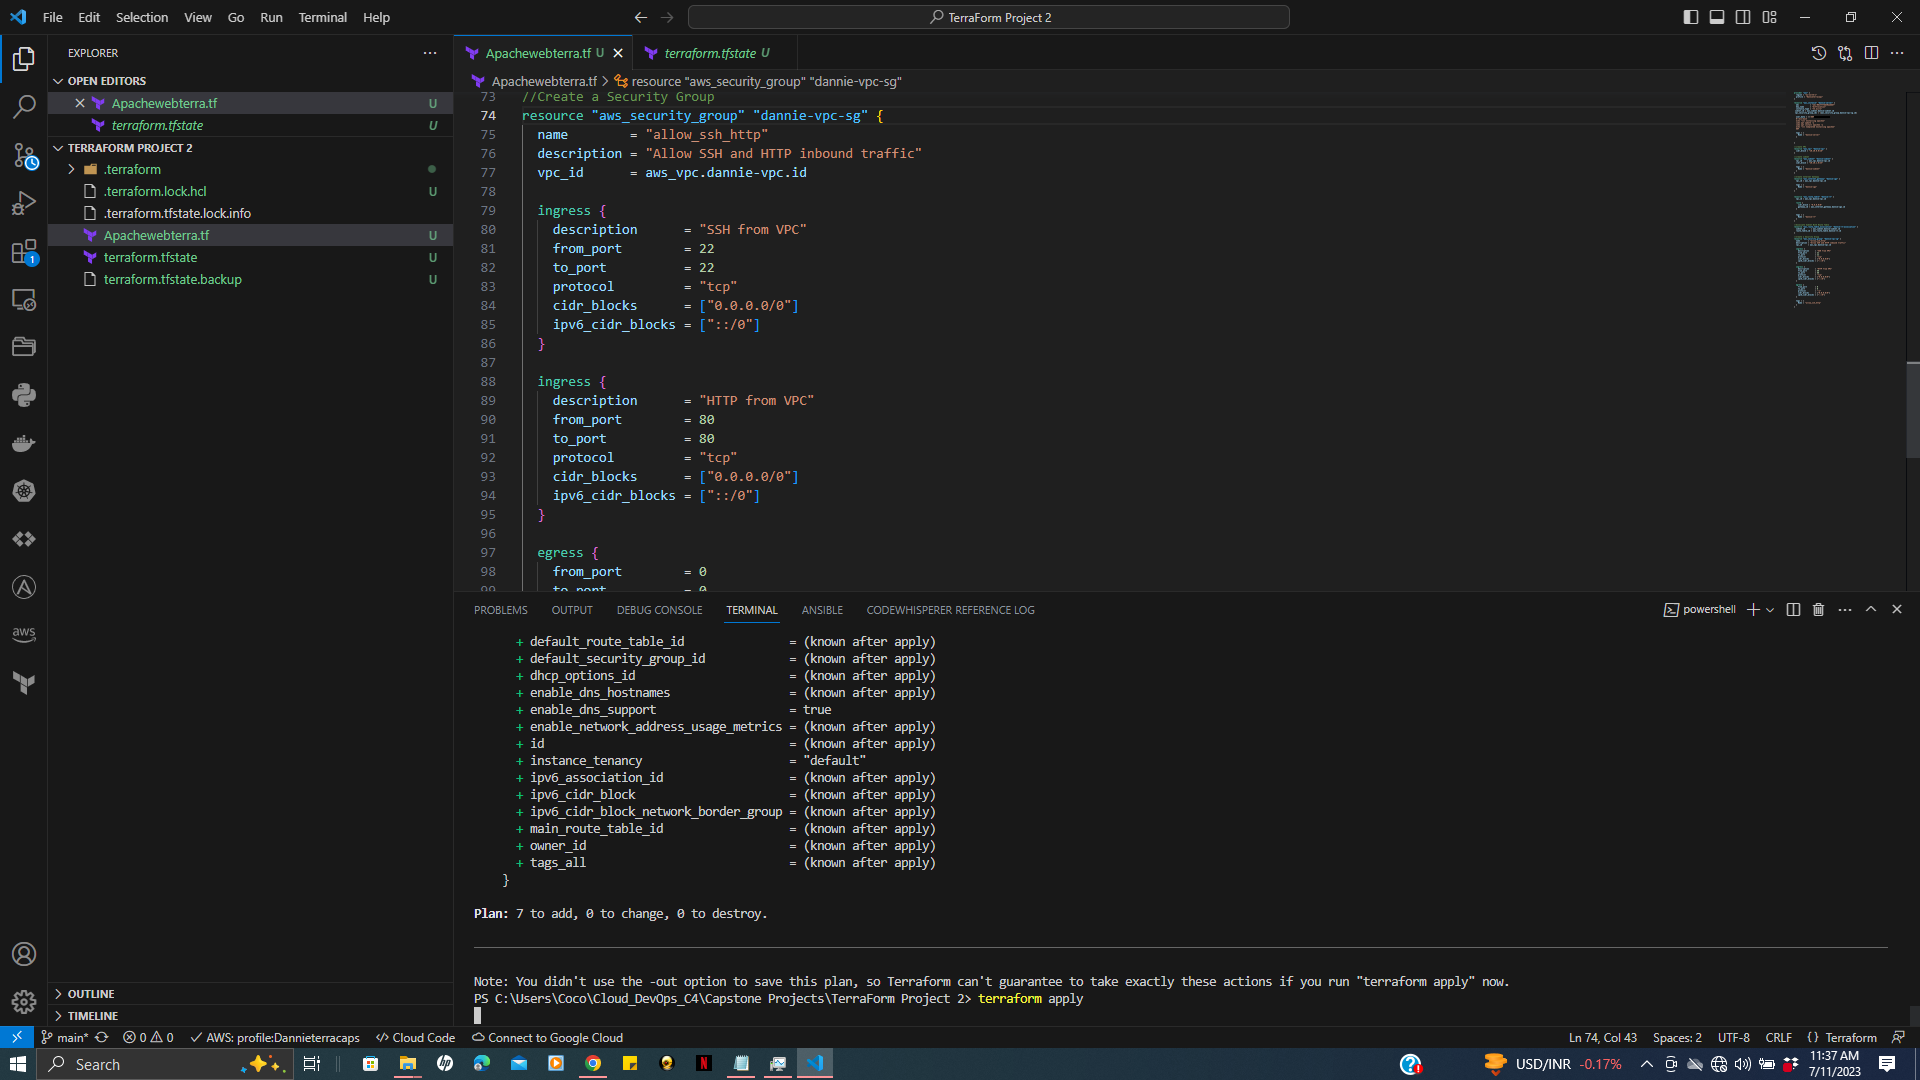 File Edit Selection View Go Run Terminal Help
TerraForm Project 2
EXPLORER
OPEN EDITORS
Apachewebterra.tf U
terraform.tfstate U
TERRAFORM PROJECT 2
.terraform
.terraform.lock.hcl U
.terraform.tfstate.lock.info
Apachewebterra.tf U
terraform.tfstate U
terraform.tfstate.backup U
OUTLINE
TIMELINE
1
aws
Apachewebterra.tf U
terraform.tfstate U
Apachewebterra.tf > resource "aws_security_group" "dannie-vpc-sg"
73 //Create a Security Group
74 resource "aws_security_group" "dannie-vpc-sg" {
75 name = "allow_ssh_http"
76 description = "Allow SSH and HTTP inbound traffic"
77 vpc_id = aws_vpc.dannie-vpc.id
78
79 ingress {
80 description = "SSH from VPC"
81 from_port = 22
82 to_port = 22
83 protocol = "tcp"
84 cidr_blocks = ["0.0.0.0/0"]
85 ipv6_cidr_blocks = ["::/0"]
86 }
87
88 ingress {
89 description = "HTTP from VPC"
90 from_port = 80
91 to_port = 80
92 protocol = "tcp"
93 cidr_blocks = ["0.0.0.0/0"]
94 ipv6_cidr_blocks = ["::/0"]
95 }
96
97 egress {
98 from_port = 0
99 to_port = 0
PROBLEMS OUTPUT DEBUG CONSOLE TERMINAL ANSIBLE CODEWHISPERER REFERENCE LOG
powershell
+ default_route_table_id = (known after apply)
+ default_security_group_id = (known after apply)
+ dhcp_options_id = (known after apply)
+ enable_dns_hostnames = (known after apply)
+ enable_dns_support = true
+ enable_network_address_usage_metrics = (known after apply)
+ id = (known after apply)
+ instance_tenancy = "default"
+ ipv6_association_id = (known after apply)
+ ipv6_cidr_block = (known after apply)
+ ipv6_cidr_block_network_border_group = (known after apply)
+ main_route_table_id = (known after apply)
+ owner_id = (known after apply)
+ tags_all = (known after apply)
}
Plan: 7 to add, 0 to change, 0 to destroy.
Note: You didn't use the -out option to save this plan, so Terraform can't guarantee to take exactly these actions if you run "terraform apply" now.
PS C:\Users\Coco\Cloud_DevOps_C4\Capstone Projects\TerraForm Project 2> terraform apply
main* 0 0 AWS: profile:Dannieterracaps Cloud Code Connect to Google Cloud
Ln 74, Col 43 Spaces: 2 UTF-8 CRLF {} Terraform
Search
USD/INR -0.17%
11:37 AM
7/11/2023